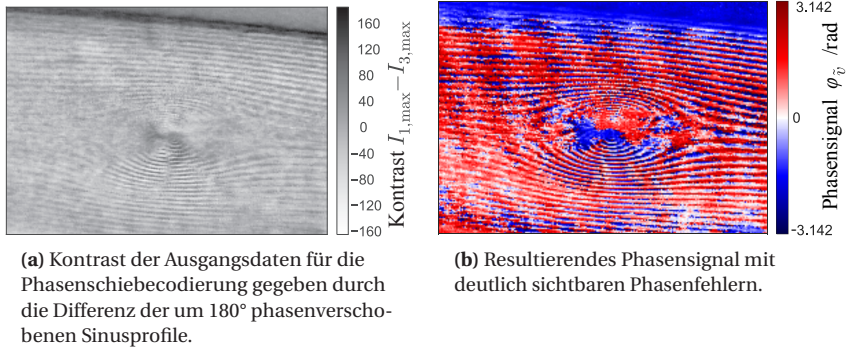 160
120
80
40
0
−40
−80
−120
−160
Kontrast I1,max−I3,max
3.142
0
-3.142
Phasensignal φṽ /rad
(a) Kontrast der Ausgangsdaten für die
Phasenschiebecodierung gegeben durch
die Differenz der um 180° phasenverscho-
benen Sinusprofile.
(b) Resultierendes Phasensignal mit
deutlich sichtbaren Phasenfehlern.